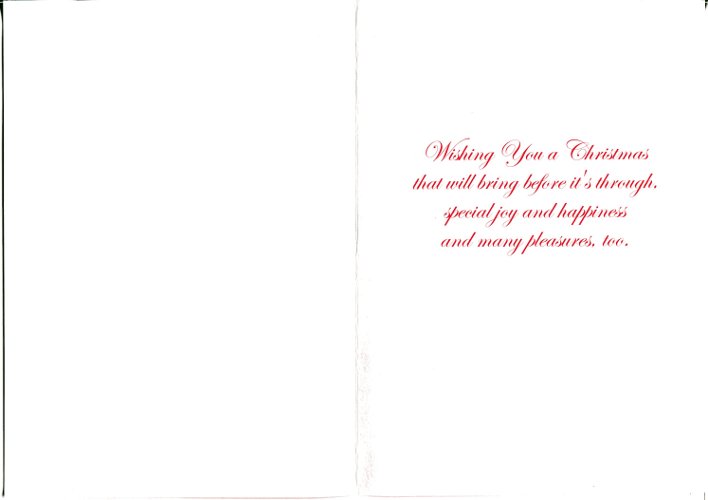 Wishing You a Christmas
that will bring before it's through,
special joy and happiness
and many pleasures, too.